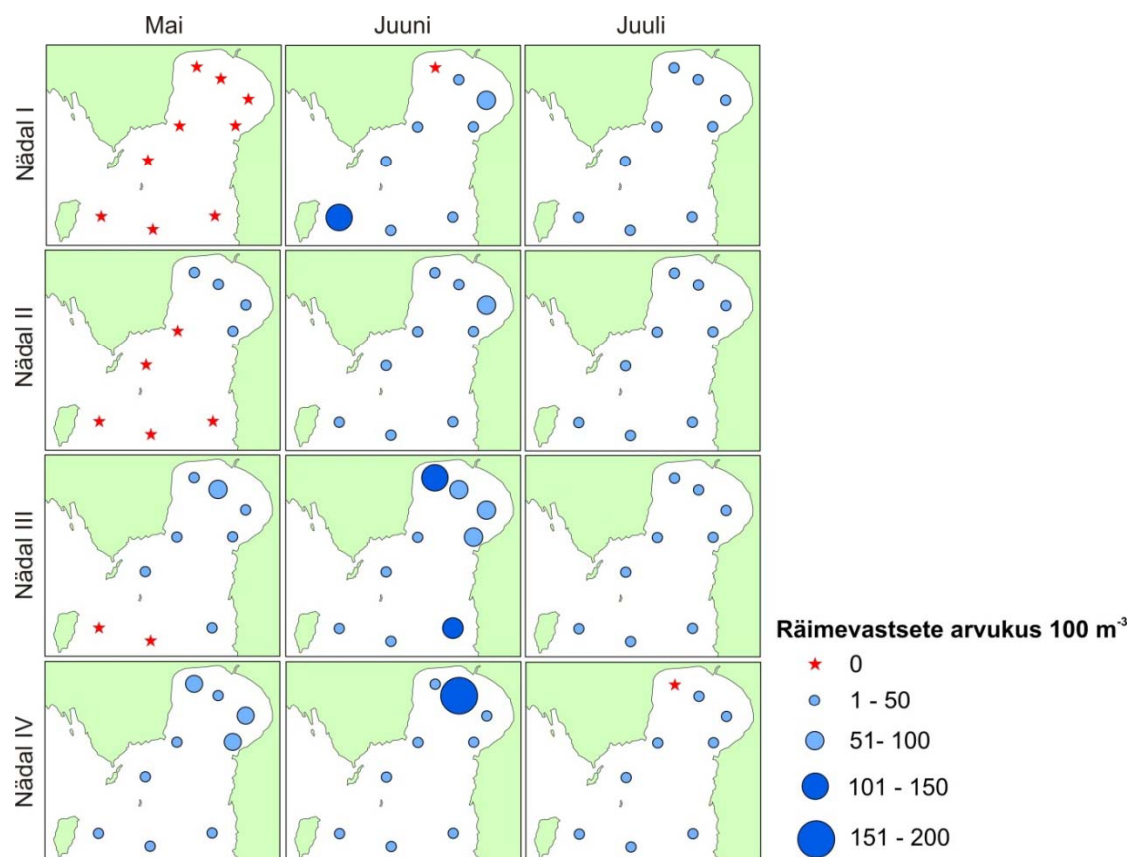 Mai Juuni Juuli
Nädal I
Nädal II
Nädal III
Nädal IV
Räimevastsete arvukus 100 m⁻³
0
1 - 50
51- 100
101 - 150
151 - 200